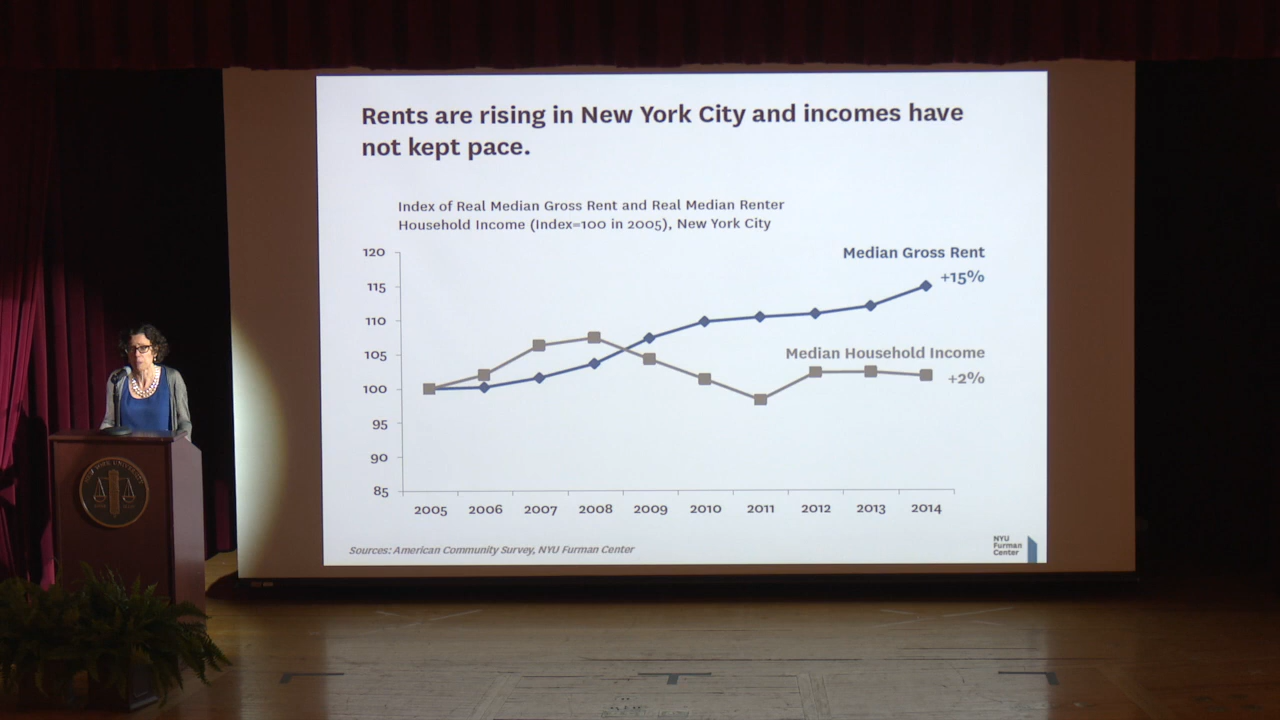 Rents are rising in New York City and incomes have
not kept pace.
Index of Real Median Gross Rent and Real Median Renter
Household Income (Index=100 in 2005), New York City
120
115
110
105
100
95
90
85
Median Gross Rent
+15%
Median Household Income
+2%
2005 2006 2007 2008 2009 2010 2011 2012 2013 2014
Sources: American Community Survey, NYU Furman Center
NYU
Furman
Center
NEW YORK UNIVERSITY